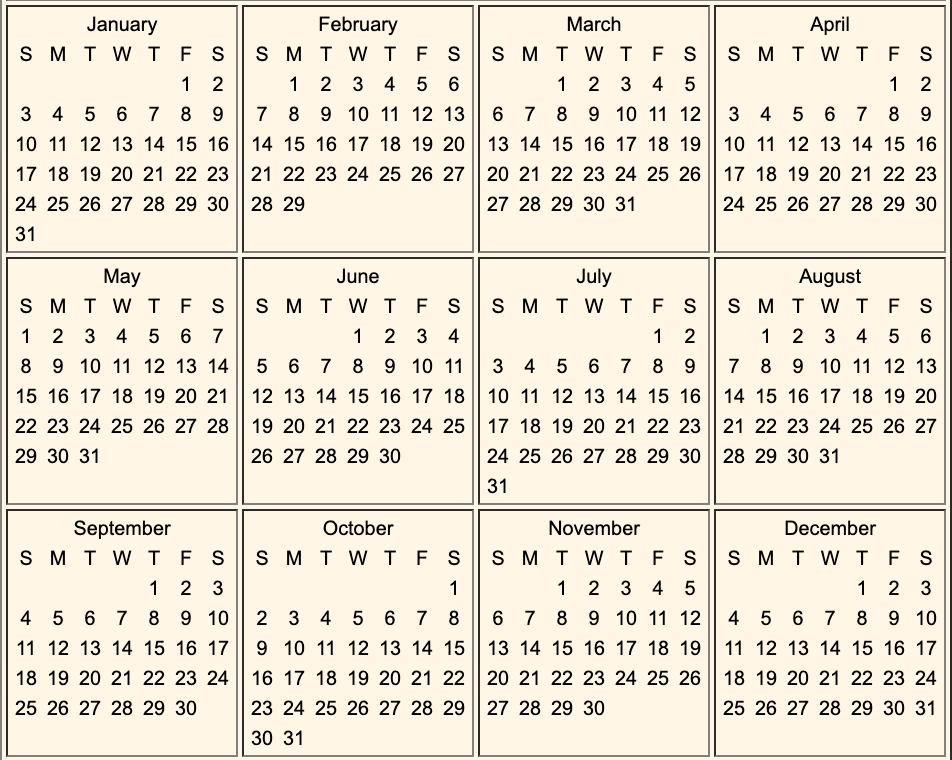 January
S M T W T F S
1 2
3 4 5 6 7 8 9
10 11 12 13 14 15 16
17 18 19 20 21 22 23
24 25 26 27 28 29 30
31
February
S M T W T F S
1 2 3 4 5 6
7 8 9 10 11 12 13
14 15 16 17 18 19 20
21 22 23 24 25 26 27
28 29
March
S M T W T F S
1 2 3 4 5
6 7 8 9 10 11 12
13 14 15 16 17 18 19
20 21 22 23 24 25 26
27 28 29 30 31
April
S M T W T F S
1 2
3 4 5 6 7 8 9
10 11 12 13 14 15 16
17 18 19 20 21 22 23
24 25 26 27 28 29 30
May
S M T W T F S
1 2 3 4 5 6 7
8 9 10 11 12 13 14
15 16 17 18 19 20 21
22 23 24 25 26 27 28
29 30 31
June
S M T W T F S
1 2 3 4
5 6 7 8 9 10 11
12 13 14 15 16 17 18
19 20 21 22 23 24 25
26 27 28 29 30
July
S M T W T F S
1 2
3 4 5 6 7 8 9
10 11 12 13 14 15 16
17 18 19 20 21 22 23
24 25 26 27 28 29 30
31
August
S M T W T F S
1 2 3 4 5 6
7 8 9 10 11 12 13
14 15 16 17 18 19 20
21 22 23 24 25 26 27
28 29 30 31
September
S M T W T F S
1 2 3
4 5 6 7 8 9 10
11 12 13 14 15 16 17
18 19 20 21 22 23 24
25 26 27 28 29 30
October
S M T W T F S
1
2 3 4 5 6 7 8
9 10 11 12 13 14 15
16 17 18 19 20 21 22
23 24 25 26 27 28 29
30 31
November
S M T W T F S
1 2 3 4 5
6 7 8 9 10 11 12
13 14 15 16 17 18 19
20 21 22 23 24 25 26
27 28 29 30
December
S M T W T F S
1 2 3
4 5 6 7 8 9 10
11 12 13 14 15 16 17
18 19 20 21 22 23 24
25 26 27 28 29 30 31